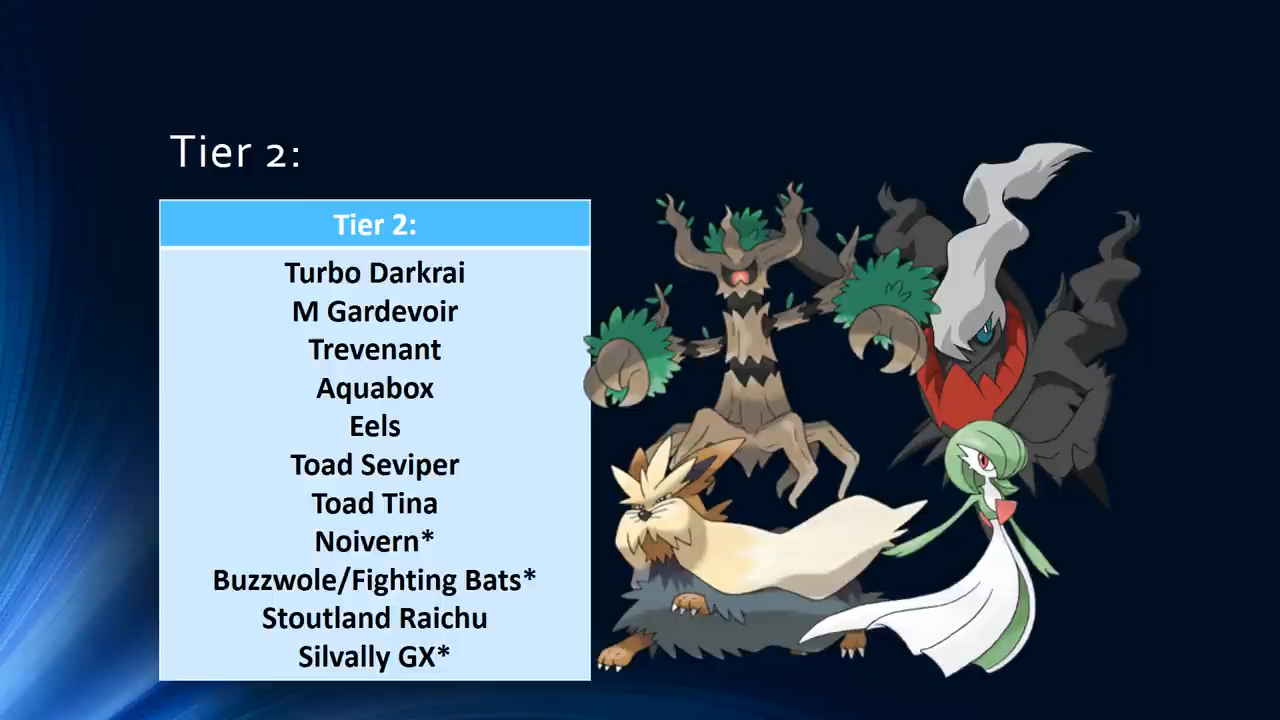 Tier 2:
Tier 2:
Turbo Darkrai
M Gardevoir
Trevenant
Aquabox
Eels
Toad Seviper
Toad Tina
Noivern*
Buzzwole/Fighting Bats*
Stoutland Raichu
Silvally GX*